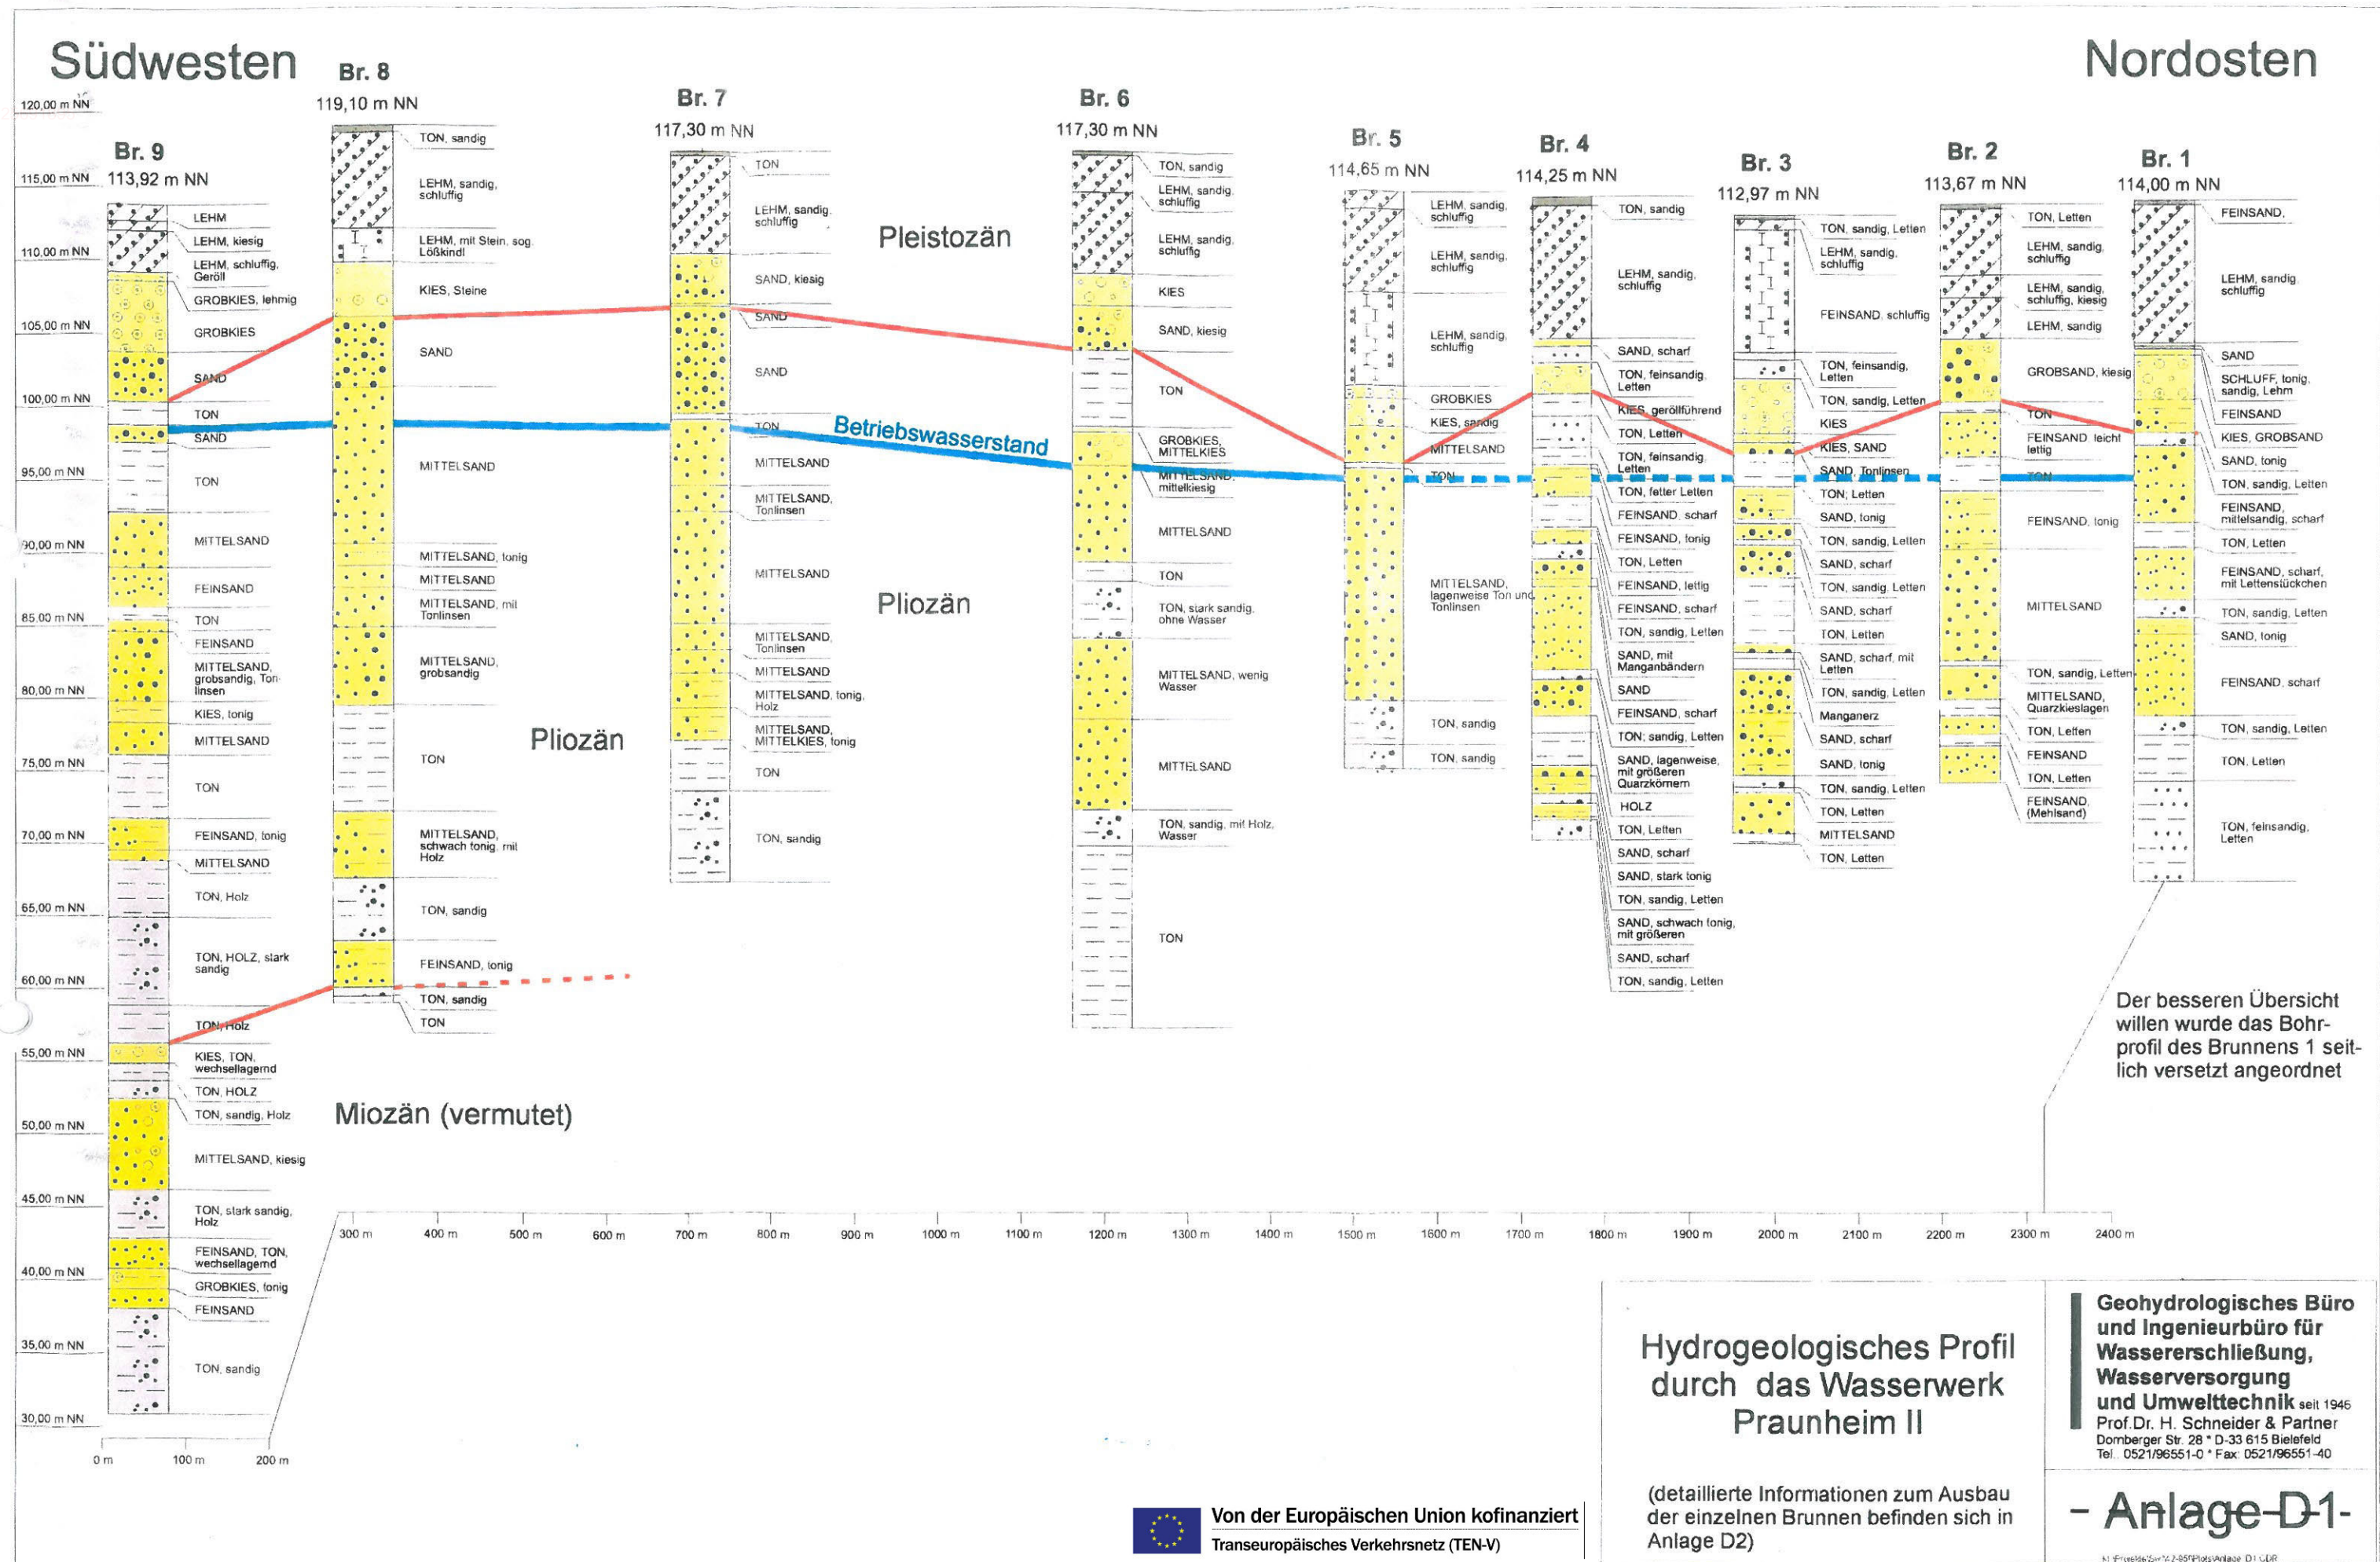 Südwesten
Nordosten
120,00 m NN
115,00 m NN
110,00 m NN
105,00 m NN
100,00 m NN
95,00 m NN
90,00 m NN
85,00 m NN
80,00 m NN
75,00 m NN
70,00 m NN
65,00 m NN
60,00 m NN
55,00 m NN
50,00 m NN
45,00 m NN
40,00 m NN
35,00 m NN
30,00 m NN
Br. 9
113,92 m NN
LEHM
LEHM, kiesig
LEHM, schluffig,
Geröll
GROBKIES, lehmig
GROBKIES
SAND
TON
SAND
TON
MITTELSAND
FEINSAND
TON
FEINSAND
MITTELSAND,
grobsandig, Ton-
linsen
KIES, tonig
MITTELSAND
TON
FEINSAND, tonig
MITTELSAND
TON, Holz
TON, HOLZ, stark
sandig
TON, Holz
KIES, TON,
wechsellagernd
TON, HOLZ
TON, sandig, Holz
MITTELSAND, kiesig
TON, stark sandig,
Holz
FEINSAND, TON,
wechsellagernd
GROBKIES, tonig
FEINSAND
TON, sandig
Br. 8
119,10 m NN
TON, sandig
LEHM, sandig,
schluffig
LEHM, mit Stein, sog.
Lößkindl
KIES, Steine
SAND
MITTELSAND
MITTELSAND, tonig
MITTELSAND
MITTELSAND, mit
Tonlinsen
MITTELSAND,
grobsandig
TON
MITTELSAND,
schwach tonig, mit
Holz
TON, sandig
FEINSAND, tonig
TON, sandig
TON
Br. 7
117,30 m NN
TON
LEHM, sandig,
schluffig
SAND, kiesig
SAND
SAND
TON
MITTELSAND
MITTELSAND,
Tonlinsen
MITTELSAND
MITTELSAND,
Tonlinsen
MITTELSAND
MITTELSAND, tonig,
Holz
MITTELSAND,
MITTELKIES, tonig
TON
TON, sandig
Pleistozän
Betriebswasserstand
Pliozän
Pliozän
Miozän (vermutet)
Br. 6
117,30 m NN
TON, sandig
LEHM, sandig,
schluffig
LEHM, sandig,
schluffig
KIES
SAND, kiesig
TON
GROBKIES,
MITTELKIES
MITTELSAND,
mittelkiesig
MITTELSAND
TON
TON, stark sandig,
ohne Wasser
MITTELSAND, wenig
Wasser
MITTELSAND
TON, sandig, mit Holz,
Wasser
TON
Br. 5
114,65 m NN
LEHM, sandig,
schluffig
LEHM, sandig,
schluffig
LEHM, sandig,
schluffig
GROBKIES
KIES, sandig
MITTELSAND
TON
MITTELSAND,
lagenweise Ton und
Tonlinsen
TON, sandig
TON, sandig
Br. 4
114,25 m NN
TON, sandig
LEHM, sandig,
schluffig
SAND, scharf
TON, feinsandig,
Letten
KIES, geröllführend
TON, Letten
TON, feinsandig,
Letten
TON, fetter Letten
FEINSAND, scharf
FEINSAND, tonig
TON, Letten
FEINSAND, lettig
FEINSAND, scharf
TON, sandig, Letten
SAND, mit
Manganbändern
SAND
FEINSAND, scharf
TON, sandig, Letten
SAND, lagenweise,
mit größeren
Quarzkörnern
HOLZ
TON, Letten
SAND, scharf
SAND, stark tonig
TON, sandig, Letten
SAND, schwach tonig,
mit größeren
SAND, scharf
TON, sandig, Letten
Br. 3
112,97 m NN
TON, sandig, Letten
LEHM, sandig,
schluffig
FEINSAND, schluffig
TON, feinsandig,
Letten
TON, sandig, Letten
KIES
KIES, SAND
SAND, Tonlinsen
TON, Letten
SAND, tonig
TON, sandig, Letten
SAND, scharf
TON, sandig, Letten
SAND, scharf
TON, Letten
SAND, scharf, mit
Letten
TON, sandig, Letten
Manganerz
SAND, scharf
SAND, tonig
TON, sandig, Letten
TON, Letten
MITTELSAND
TON, Letten
Br. 2
113,67 m NN
TON, Letten
LEHM, sandig,
schluffig
LEHM, sandig,
schluffig, kiesig
LEHM, sandig
GROBSAND, kiesig
TON
FEINSAND leicht
lettig
TON
FEINSAND, tonig
MITTELSAND
TON, sandig, Letten
MITTELSAND,
Quarzkieslagen
TON, Letten
FEINSAND
TON, Letten
FEINSAND,
(Mehlsand)
Br. 1
114,00 m NN
FEINSAND,
LEHM, sandig,
schluffig
SAND
SCHLUFF, tonig,
sandig, Lehm
FEINSAND
KIES, GROBSAND
SAND, tonig
TON, sandig, Letten
FEINSAND,
mittelsandig, scharf
TON, Letten
FEINSAND, scharf,
mit Lettenstückchen
TON, sandig, Letten
SAND, tonig
FEINSAND, scharf
TON, sandig, Letten
TON, Letten
TON, feinsandig,
Letten
Der besseren Übersicht
willen wurde das Bohr-
profil des Brunnens 1 seit-
lich versetzt angeordnet
0 m
100 m
200 m
300 m
400 m
500 m
600 m
700 m
800 m
900 m
1000 m
1100 m
1200 m
1300 m
1400 m
1500 m
1600 m
1700 m
1800 m
1900 m
2000 m
2100 m
2200 m
2300 m
2400 m
Hydrogeologisches Profil
durch das Wasserwerk
Praunheim II
(detaillierte Informationen zum Ausbau
der einzelnen Brunnen befinden sich in
Anlage D2)
Geohydrologisches Büro
und Ingenieurbüro für
Wassererschließung,
Wasserversorgung
und Umwelttechnik seit 1946
Prof.Dr. H. Schneider & Partner
Domberger Str. 28 * D-33 615 Bielefeld
Tel.: 0521/96551-0 * Fax: 0521/96551-40
- Anlage-D1-
Von der Europäischen Union kofinanziert
Transeuropäisches Verkehrsnetz (TEN-V)